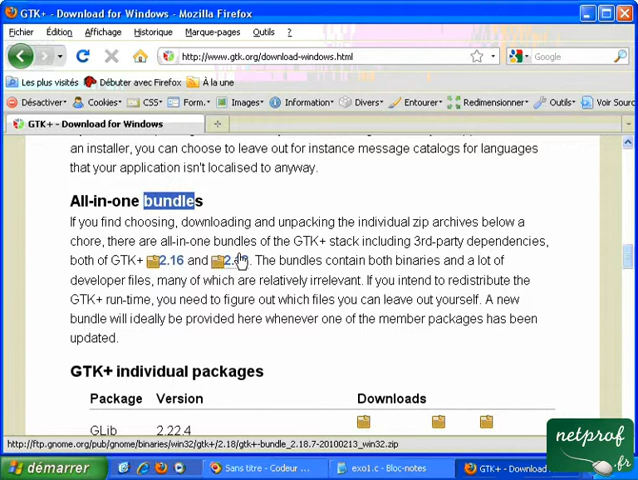 GTK+ - Download for Windows - Mozilla Firefox
Fichier Édition Affichage Historique Marque-pages Outils ?
http://www.gtk.org/download-windows.html Google
Les plus visités Débuter avec Firefox À la une
Désactiver Cookies CSS Form. Images Information Divers Entourer Redimensionner Outils Voir Sourc
GTK+ - Download for Windows
an installer, you can choose to leave out for instance message catalogs for languages
that your application isn't localised to anyway.
All-in-one bundles
If you find choosing, downloading and unpacking the individual zip archives below a
chore, there are all-in-one bundles of the GTK+ stack including 3rd-party dependencies,
both of GTK+ 2.16 and . The bundles contain both binaries and a lot of
developer files, many of which are relatively irrelevant. If you intend to redistribute the
GTK+ run-time, you need to figure out which files you can leave out yourself. A new
bundle will ideally be provided here whenever one of the member packages has been
updated.
GTK+ individual packages
Package Version Downloads
GLib 2.22.4
http://ftp.gnome.org/pub/gnome/binaries/win32/gtk+/2.18/gtk+-bundle_2.18.7-20100213_win32.zip
netprof
.fr
démarrer Sans titre - Codeur ... exo1.c - Bloc-notes GTK+ - Download